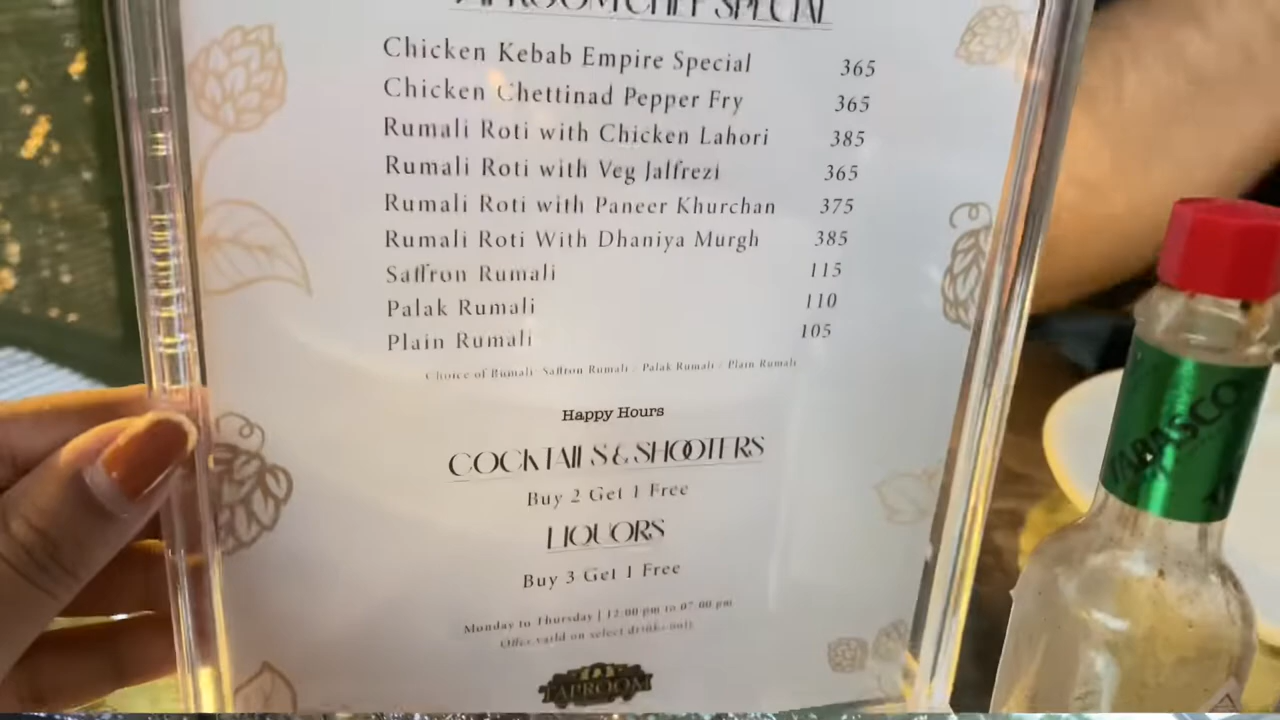 TAPROOM CHEF SPECIAL
Chicken Kebab Empire Special 365
Chicken Chettinad Pepper Fry 365
Rumali Roti with Chicken Lahori 385
Rumali Roti with Veg Jalfrezi 365
Rumali Roti with Paneer Khurchan 375
Rumali Roti With Dhaniya Murgh 385
Saffron Rumali 115
Palak Rumali 110
Plain Rumali 105
Choice of Rumali Saffron Rumali / Palak Rumali / Plain Rumali
Happy Hours
COCKTAILS & SHOOTERS
Buy 2 Get 1 Free
LIQUORS
Buy 3 Get 1 Free
Monday to Thursday | 12:00 pm to 07:00 pm
Offer valid on select drinks only
TAPROOM
TABASCO